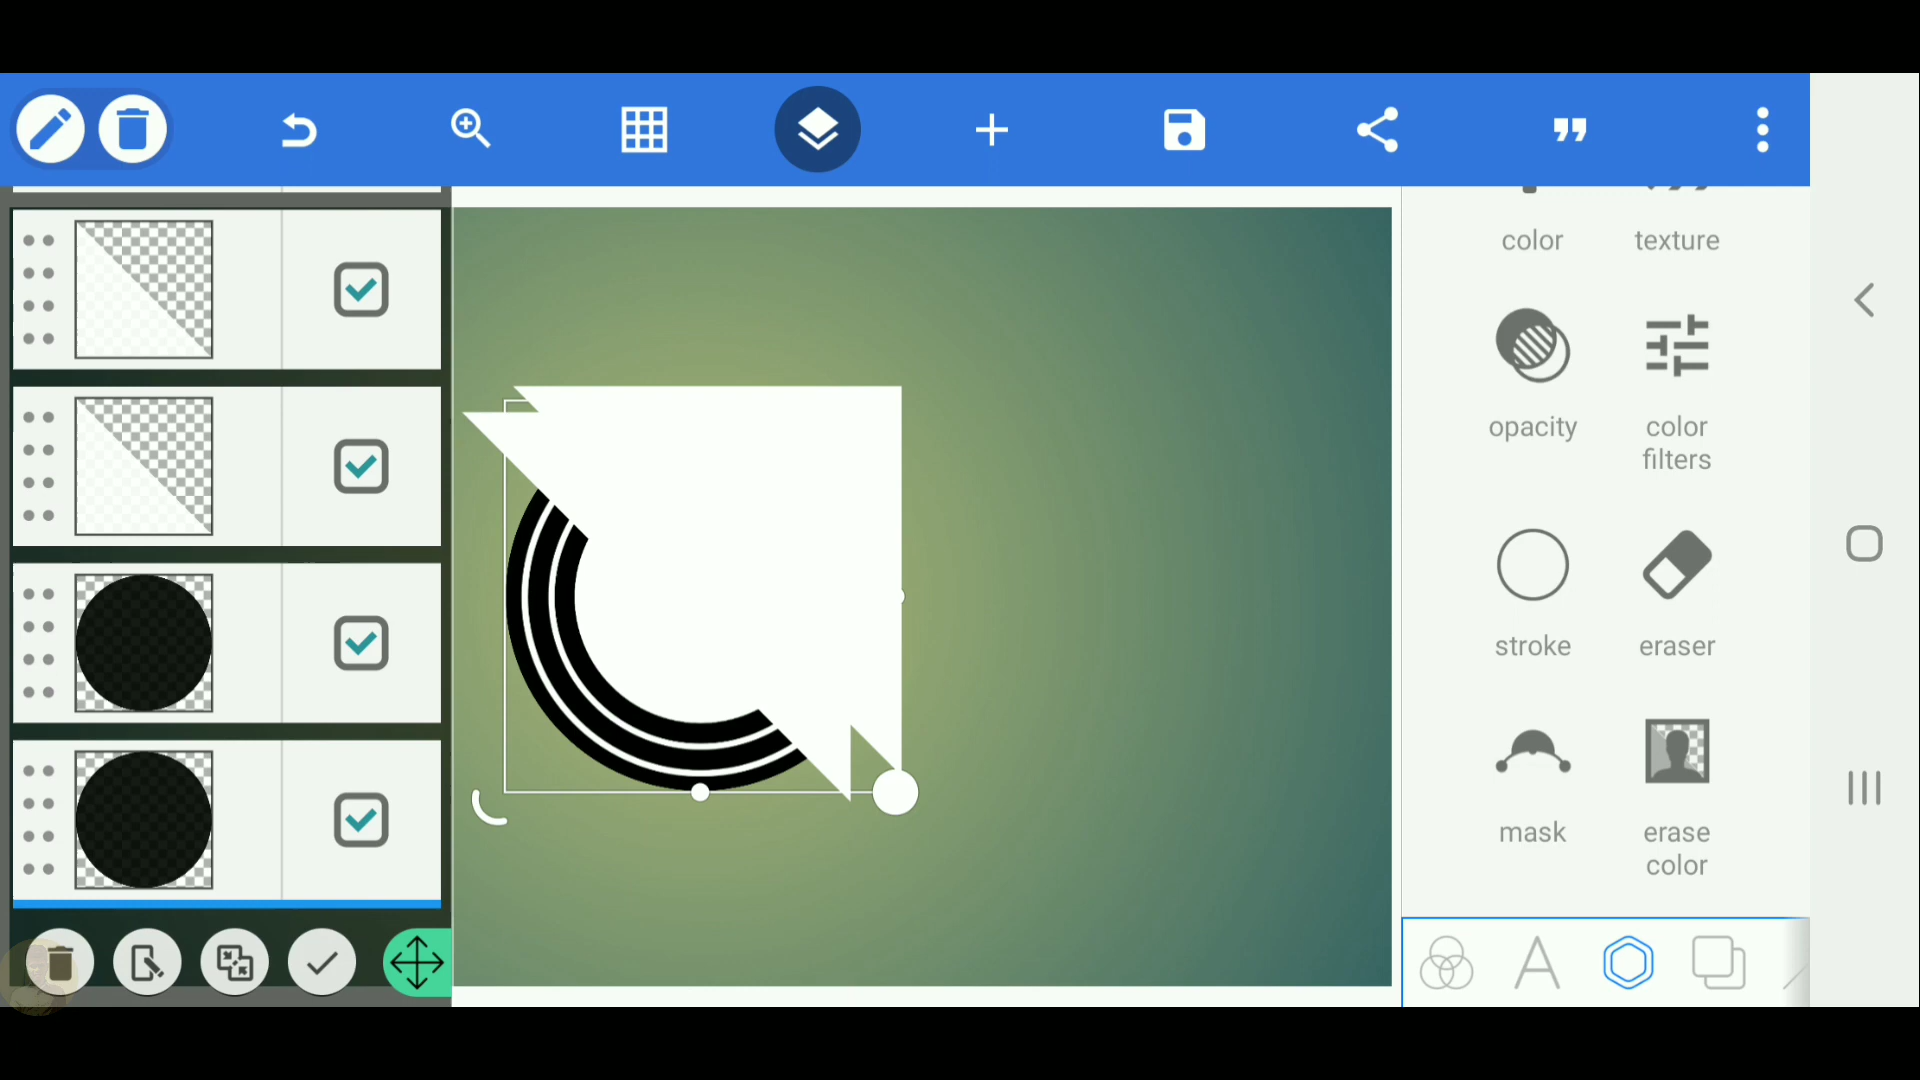 color
texture
opacity
color
filters
stroke
eraser
mask
erase
color